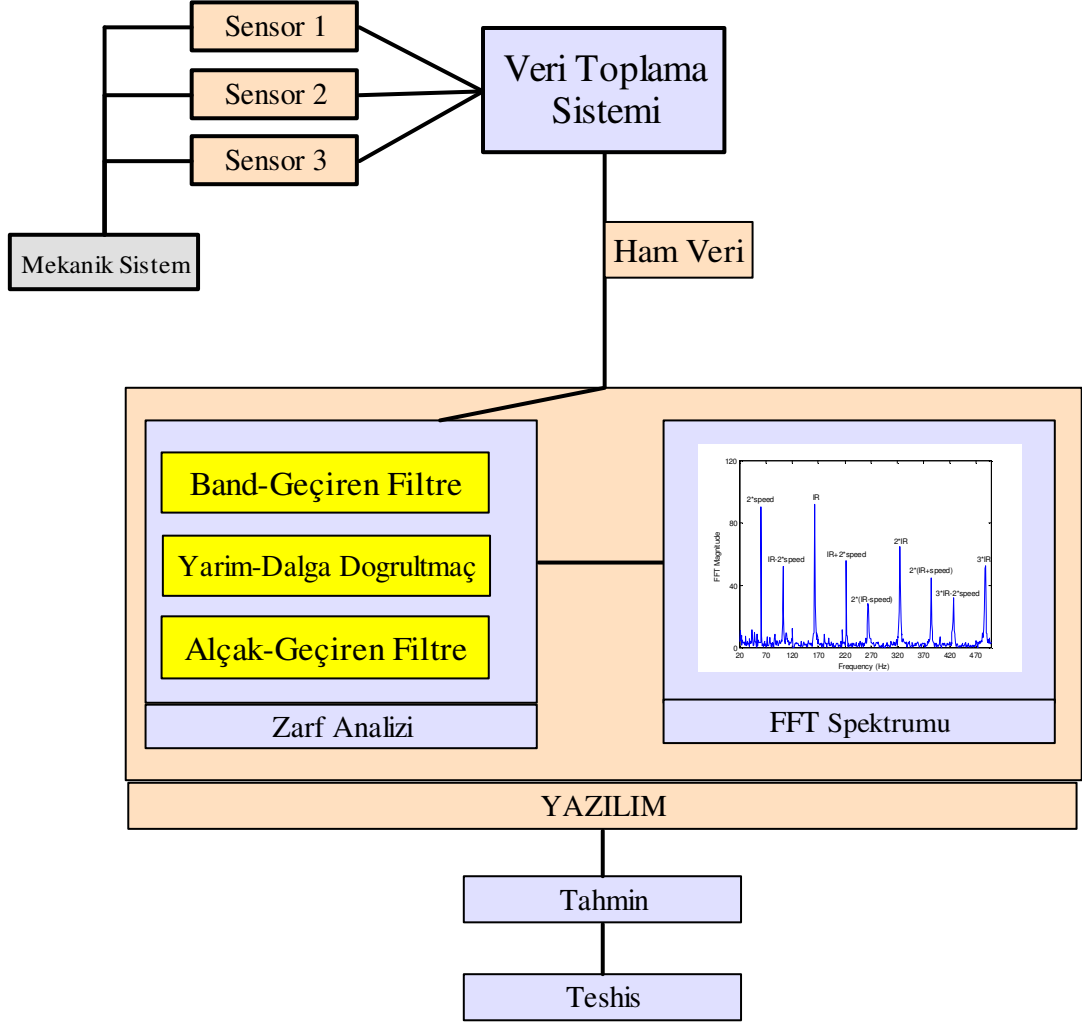 Sensor 1
Sensor 2
Sensor 3
Veri Toplama
Sistemi
Mekanik Sistem
Ham Veri
Band-Geçiren Filtre
Yarim-Dalga Dogrultmaç
Alçak-Geçiren Filtre
Zarf Analizi
120
80
40
0
FFT Magnitude
2*speed
IR-2*speed
IR
IR+2*speed
2*(IR-speed)
2*IR
2*(IR+speed)
3*IR-2*speed
3*IR
20 70 120 170 220 270 320 370 420 470
Frequency (Hz)
FFT Spektrumu
YAZILIM
Tahmin
Teshis